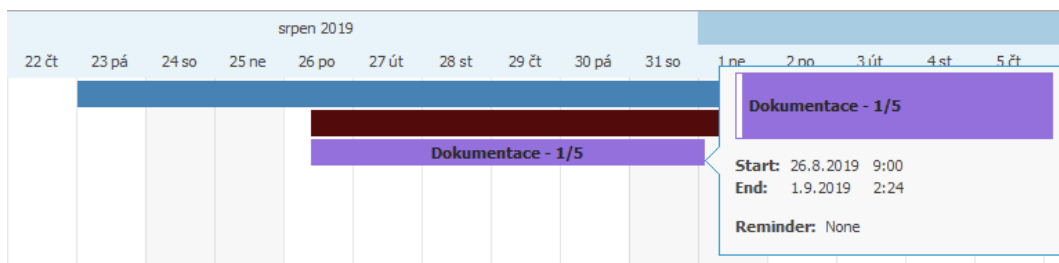 srpen 2019
22 čt 23 pá 24 so 25 ne 26 po 27 út 28 st 29 čt 30 pá 31 so 1 ne 2 po 3 út 4 st 5 čt
Dokumentace - 1/5
Dokumentace - 1/5
Start: 26.8.2019 9:00
End: 1.9.2019 2:24
Reminder: None